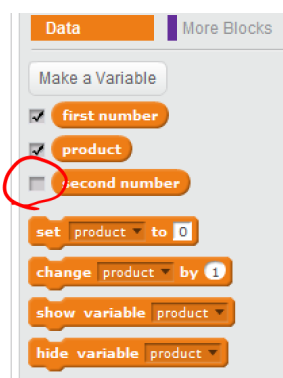 Data More Blocks
Make a Variable
first number
product
second number
set product to 0
change product by 1
show variable product
hide variable product